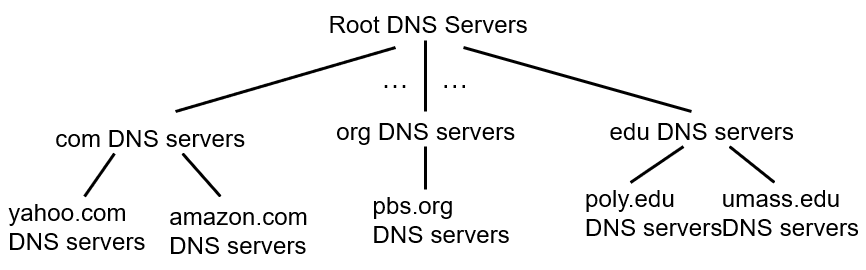 Root DNS Servers
... ...
com DNS servers
org DNS servers
edu DNS servers
yahoo.com
DNS servers
amazon.com
DNS servers
pbs.org
DNS servers
poly.edu
DNS servers
umass.edu
DNS servers